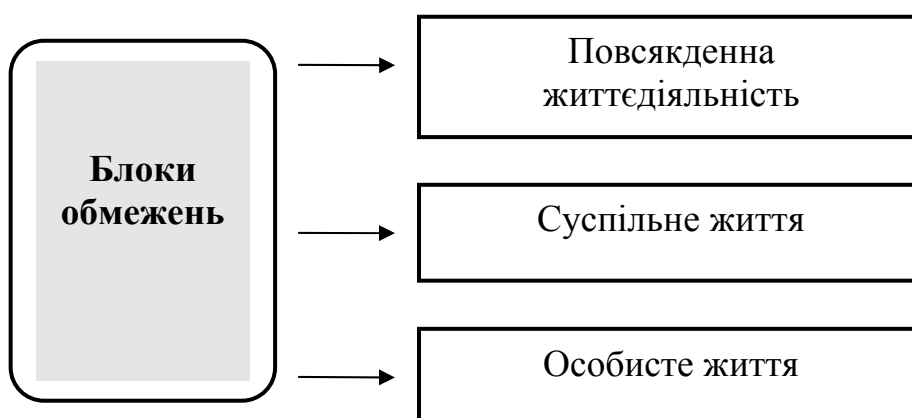 Блоки
обмежень
Повсякденна
життєдіяльність
Суспільне життя
Особисте життя